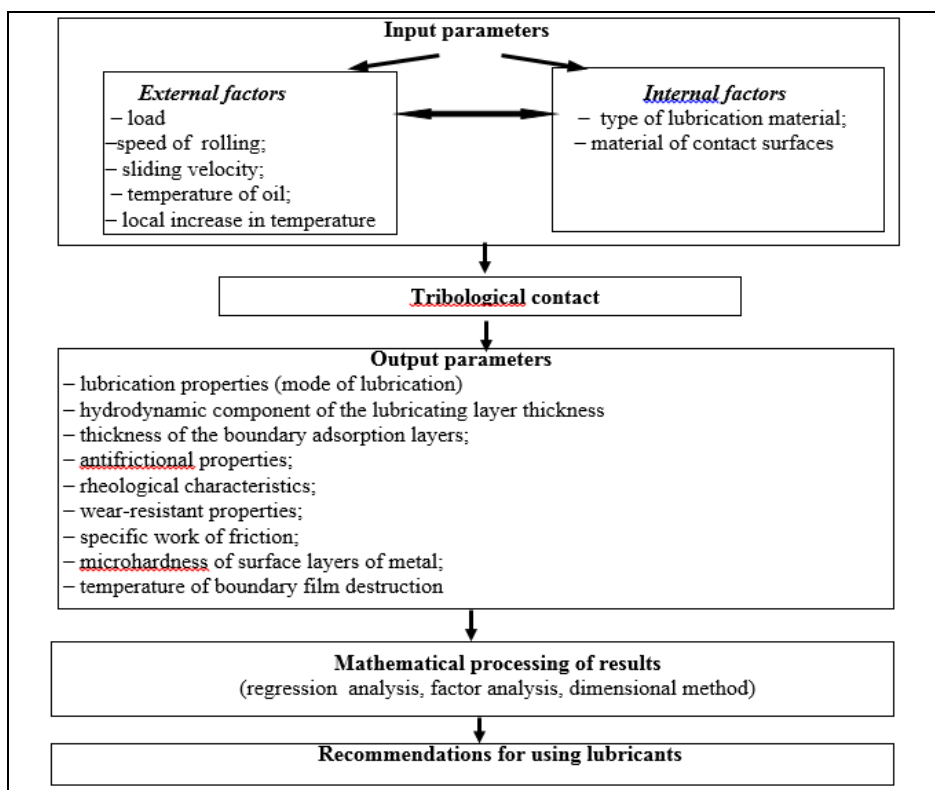 Input parameters
External factors
– load
–speed of rolling;
– sliding velocity;
– temperature of oil;
– local increase in temperature
Internal factors
– type of lubrication material;
– material of contact surfaces
Tribological contact
Output parameters
– lubrication properties (mode of lubrication)
– hydrodynamic component of the lubricating layer thickness
– thickness of the boundary adsorption layers;
– antifrictional properties;
– rheological characteristics;
– wear-resistant properties;
– specific work of friction;
– microhardness of surface layers of metal;
– temperature of boundary film destruction
Mathematical processing of results
(regression analysis, factor analysis, dimensional method)
Recommendations for using lubricants